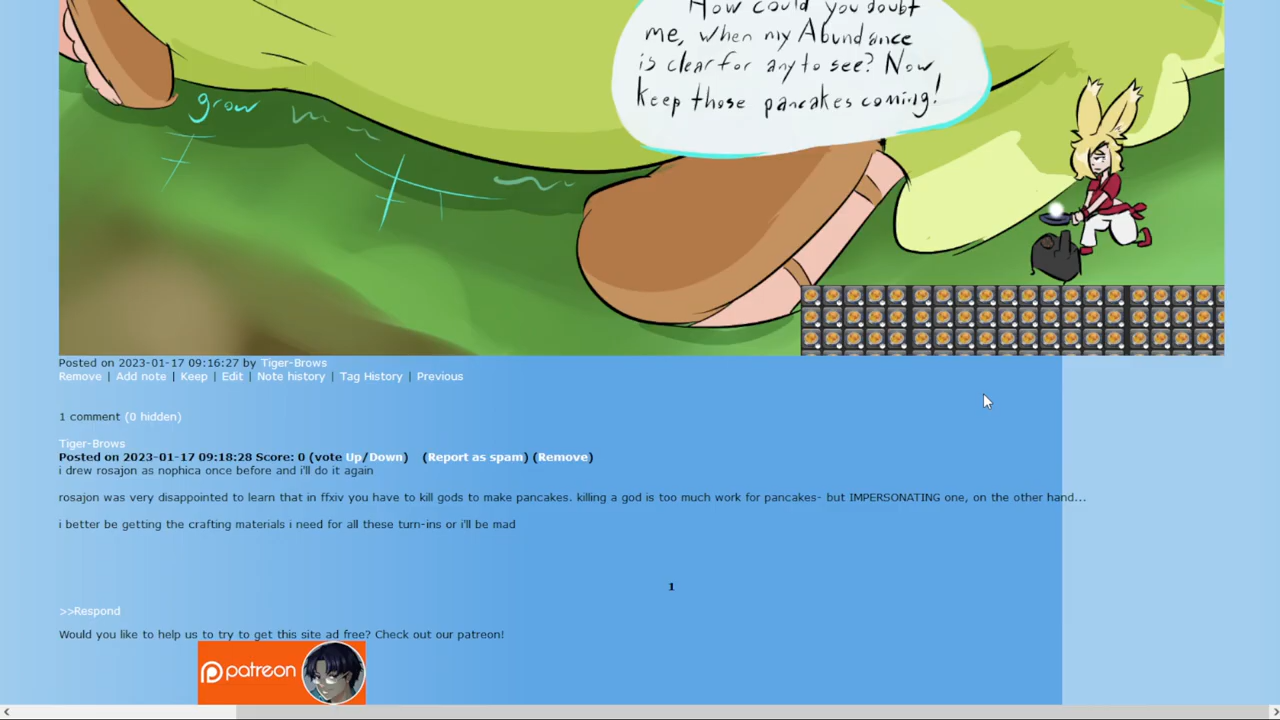 How could you doubt
me, when my Abundance
is clear for any to see? Now
keep those pancakes coming!
grow
Posted on 2023-01-17 09:16:27 by Tiger-Brows
Remove | Add note | Keep | Edit | Note history | Tag History | Previous
1 comment (0 hidden)
Tiger-Brows
Posted on 2023-01-17 09:18:28 Score: 0 (vote Up/Down) (Report as spam) (Remove)
i drew rosajon as nophica once before and i'll do it again
rosajon was very disappointed to learn that in ffxiv you have to kill gods to make pancakes. killing a god is too much work for pancakes- but IMPERSONATING one, on the other hand...
i better be getting the crafting materials i need for all these turn-ins or i'll be mad
1
>>Respond
Would you like to help us to try to get this site ad free? Check out our patreon!
patreon